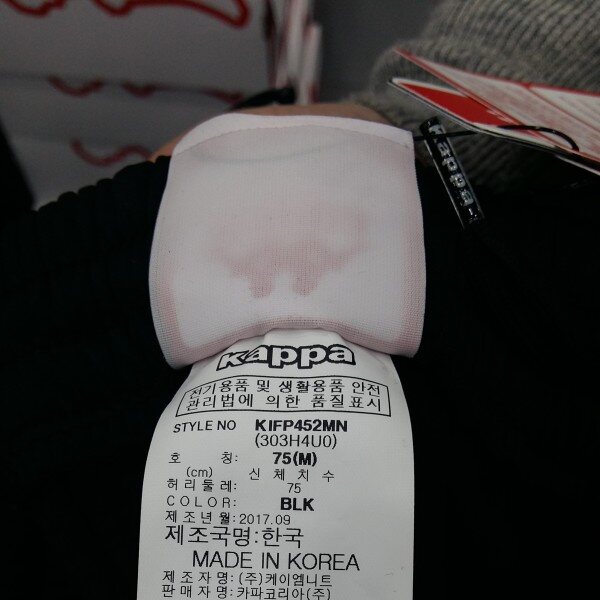 kappa
kappa
전기용품 및 생활용품 안전
관리법에 의한 품질표시
STYLE NO KIFP452MN
(303H4U0)
호 칭: 75(M)
(cm) 신체치수
허리둘레: 75
COLOR: BLK
제조년월: 2017.09
제조국명: 한국
MADE IN KOREA
제조자명: (주)케이엠니트
판매자명: 카파코리아(주)